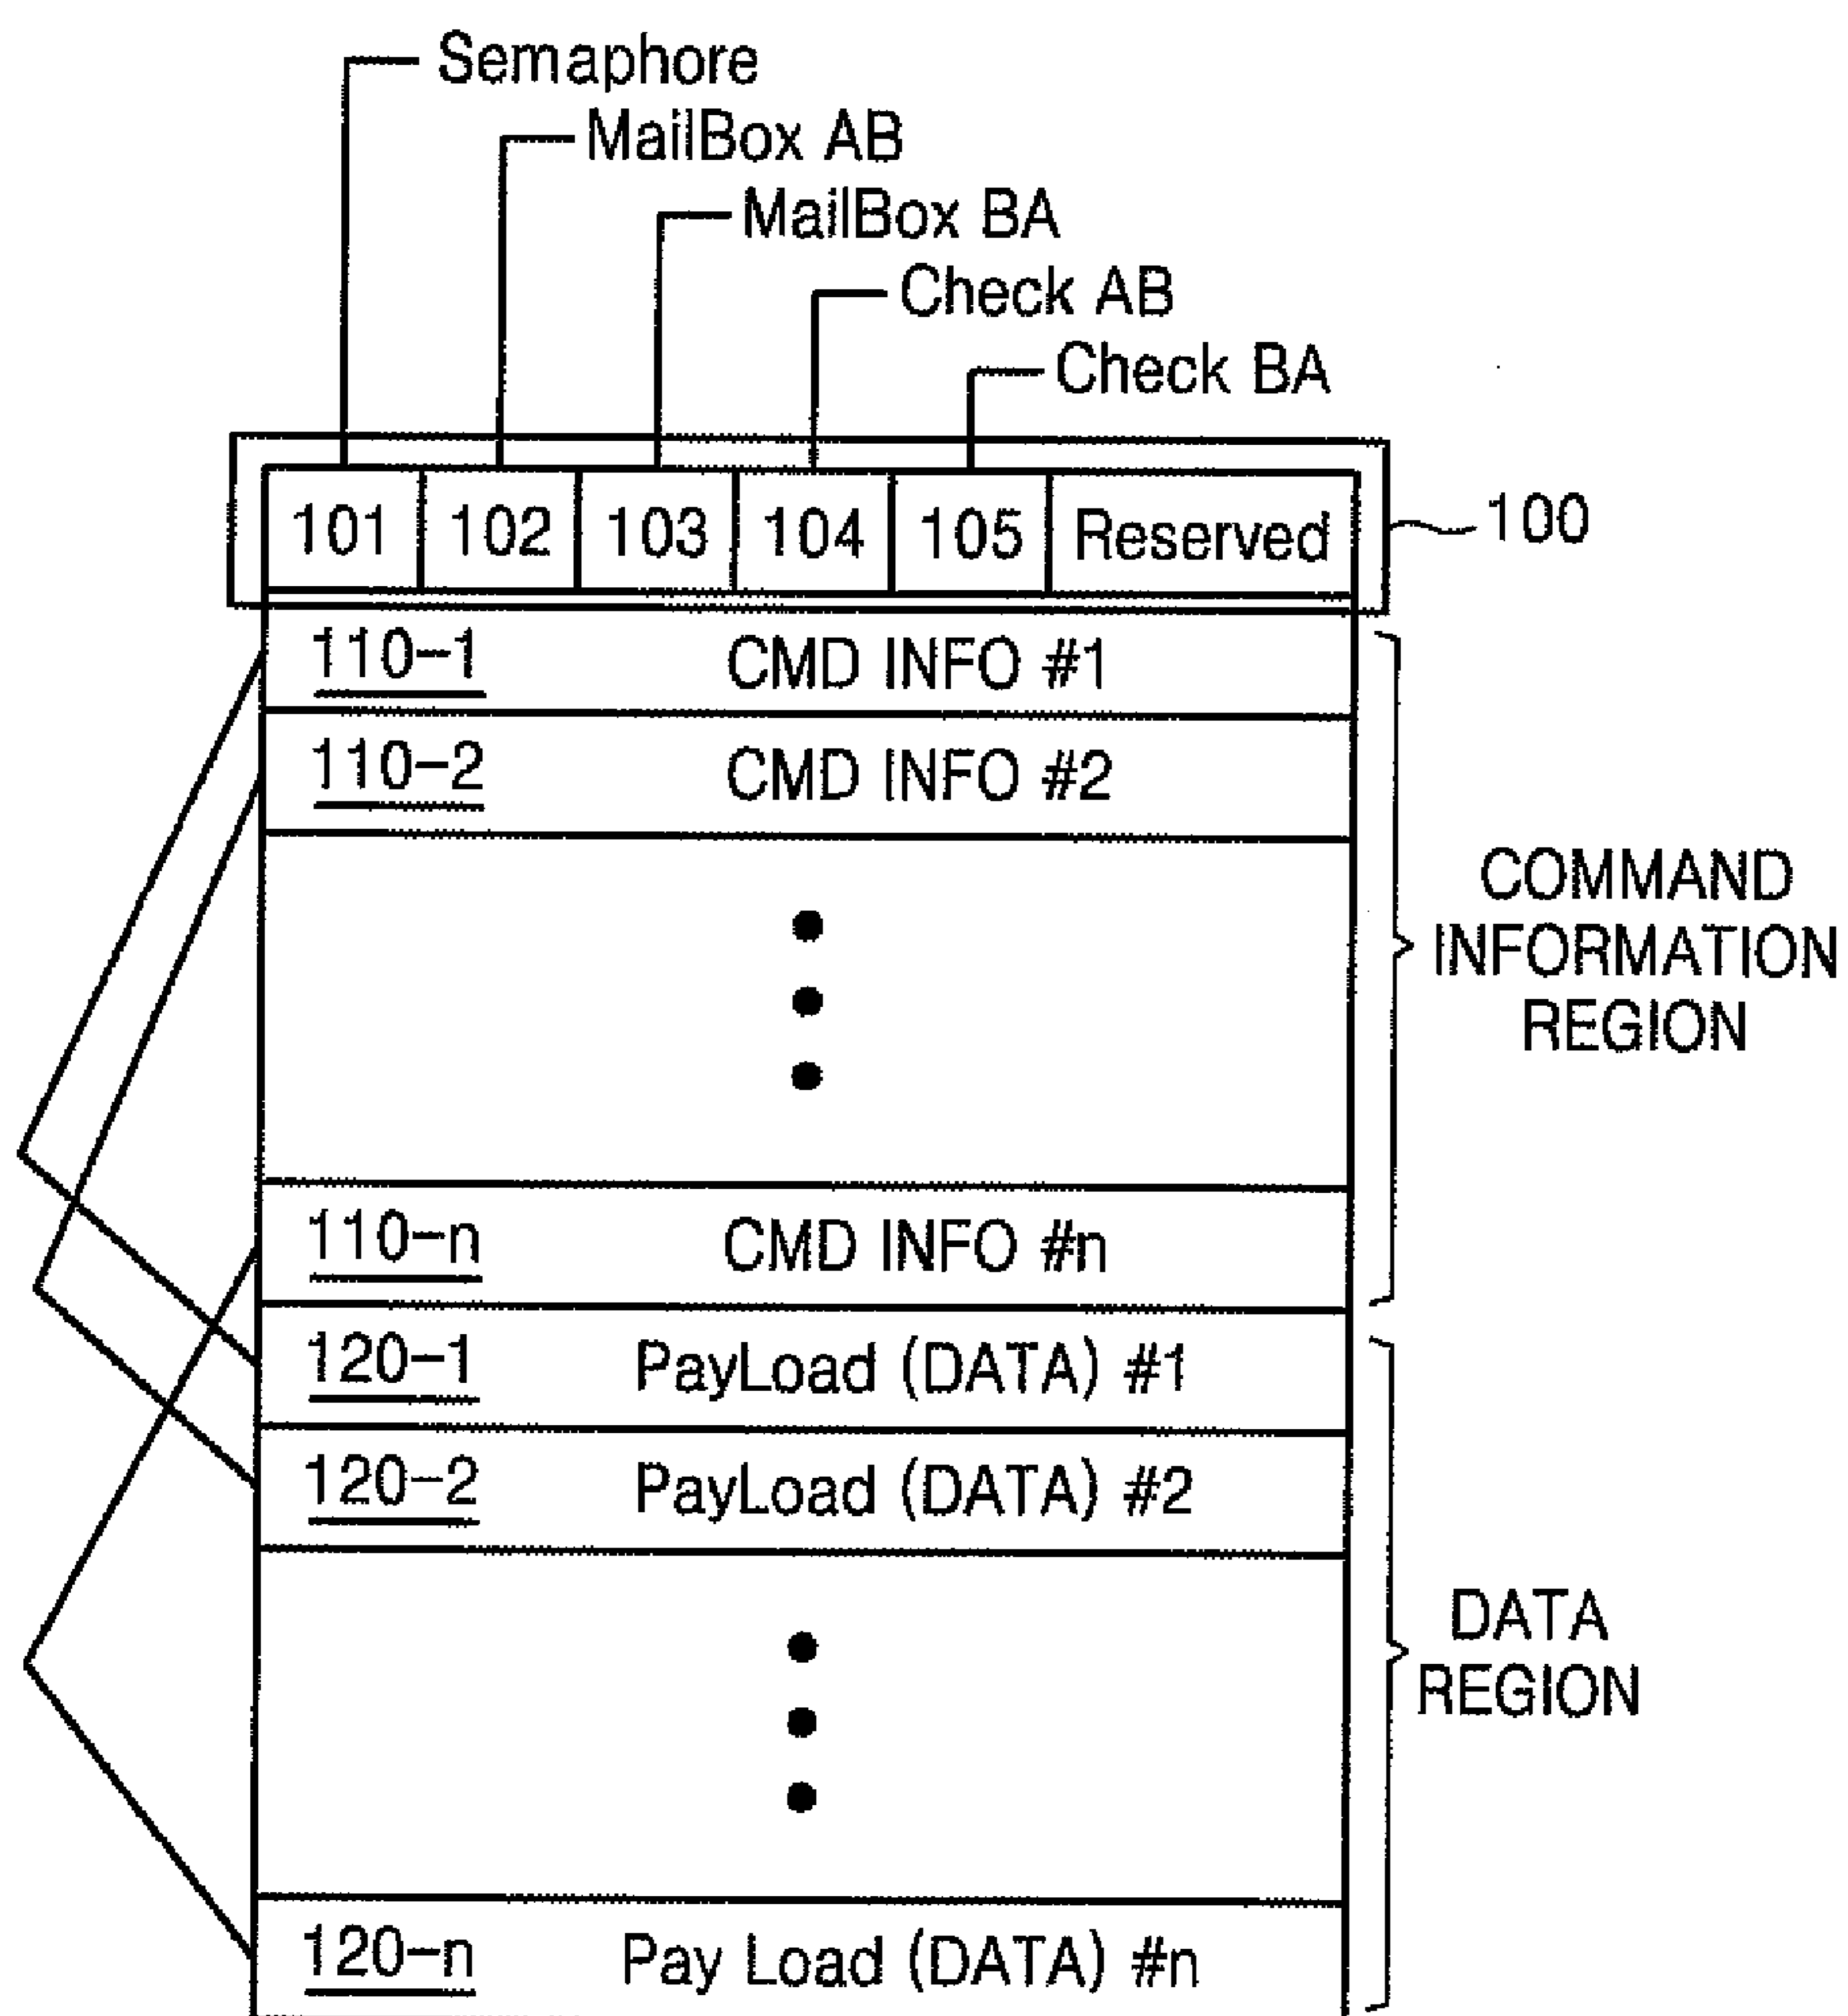 Semaphore
MailBox AB
MailBox BA
Check AB
Check BA
101 102 103 104 105 Reserved
100
110-1 CMD INFO #1
110-2 CMD INFO #2
COMMAND
INFORMATION
REGION
110-n CMD INFO #n
120-1 PayLoad (DATA) #1
120-2 PayLoad (DATA) #2
DATA
REGION
120-n Pay Load (DATA) #n